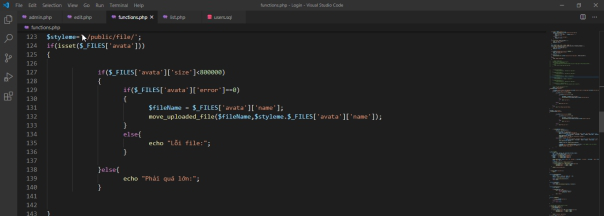 File Edit Selection View Go Run Terminal Help
functions.php - Login - Visual Studio Code
admin.php
edit.php
functions.php
list.php
users.sql
functions.php
123 $styleme='./public/file/';
124 if(isset($_FILES['avata']))
125 {
126
127 if($_FILES['avata']['size']<800000)
128 {
129 if($_FILES['avata']['error']==0)
130 {
131 $fileName = $_FILES['avata']['name'];
132 move_uploaded_file($fileName,$styleme.$_FILES['avata']['name']);
133 }
134 else{
135 echo "Lỗi file:";
136 }
137
138 }else{
139 echo "Phải quá lớn:";
140 }
141
142
143 }